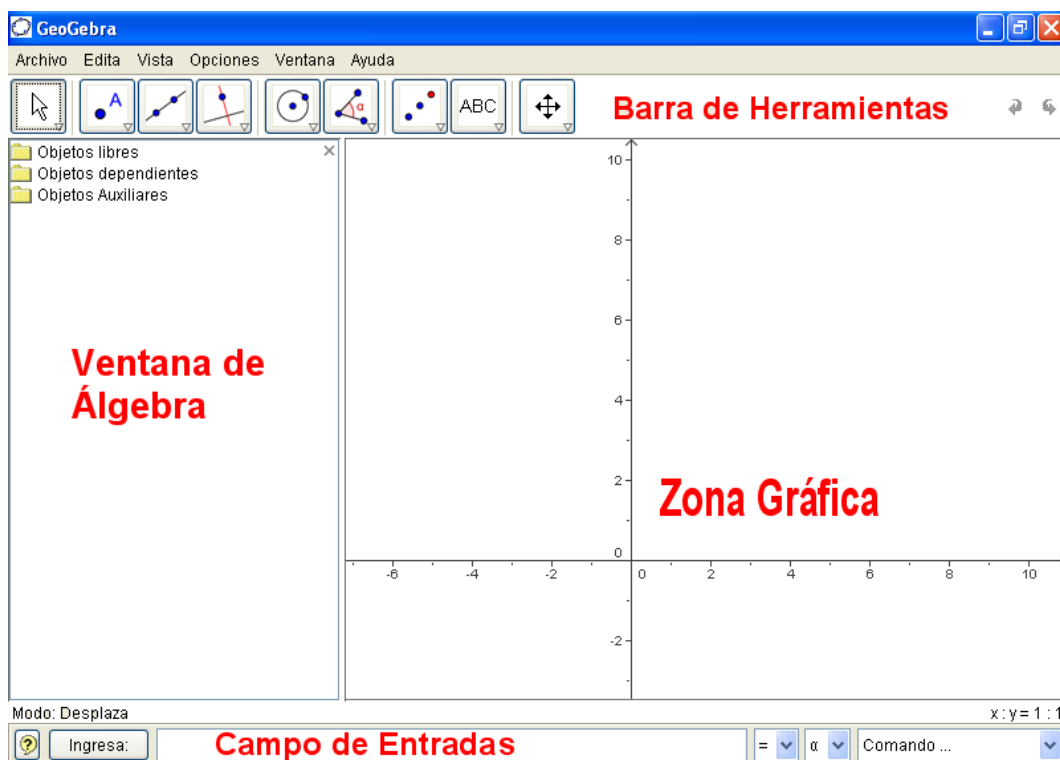 GeoGebra
Archivo Edita Vista Opciones Ventana Ayuda
A α ABC Barra de Herramientas
Objetos libres
Objetos dependientes
Objetos Auxiliares
Ventana de
Álgebra
10
8
6
4
2
0
-2
Zona Gráfica
-6 -4 -2 0 2 4 6 8 10
Modo: Desplaza x : y = 1 : 1
Ingresa: Campo de Entradas = α Comando ...